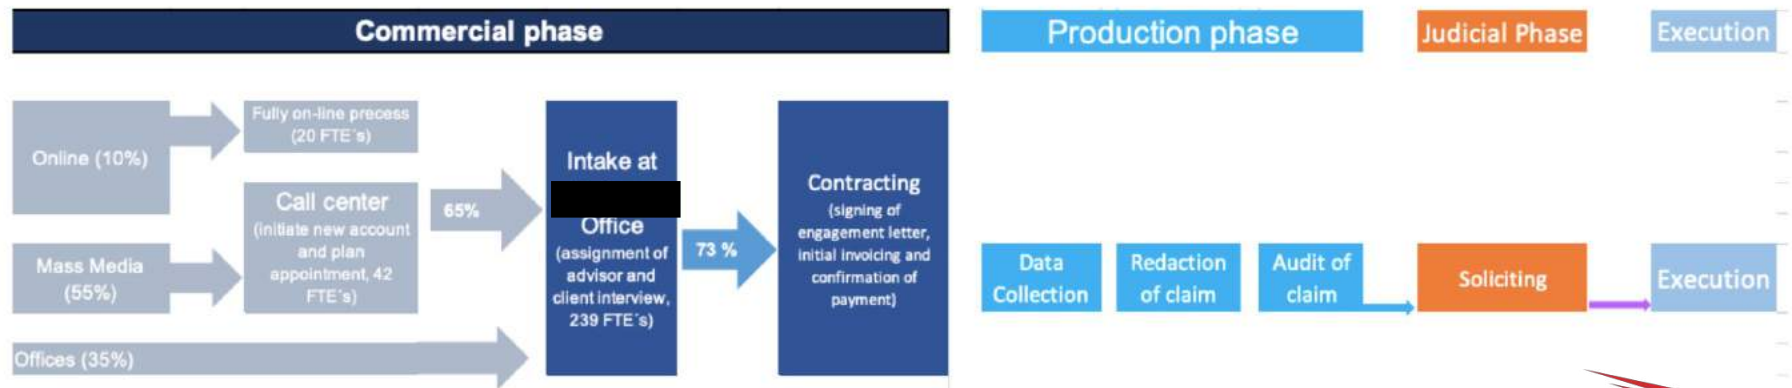 Commercial phase
Production phase
Judicial Phase
Execution
Online (10%)
Fully on-line precess
(20 FTE´s)
Mass Media
(55%)
Call center
(initiate new account
and plan
appointment, 42
FTE´s)
65%
Offices (35%)
Intake at
Office
(assignment of
advisor and
client interview,
239 FTE´s)
73 %
Contracting
(signing of
engagement letter,
initial invoicing and
confirmation of
payment)
Data
Collection
Redaction
of claim
Audit of
claim
Soliciting
Execution